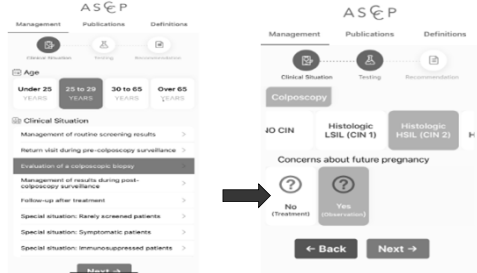 ASCCP
Management Publications Definitions
Clinical Situation Testing Recommendation
Age
Under 25 YEARS
25 to 29 YEARS
30 to 65 YEARS
Over 65 YEARS
Clinical Situation
Management of routine screening results
Return visit during pre-colposcopy surveillance
Evaluation of a colposcopic biopsy
Management of results during post-
colposcopy surveillance
Follow-up after treatment
Special situation: Rarely screened patients
Special situation: Symptomatic patients
Special situation: Immunosuppressed patients
Next →
ASCCP
Management Publications Definitions
Clinical Situation Testing Recommendation
Colposcopy
NO CIN
Histologic
LSIL (CIN 1)
Histologic
HSIL (CIN 2)
H
Concerns about future pregnancy
No
(Treatment)
Yes
(Observation)
← Back
Next →